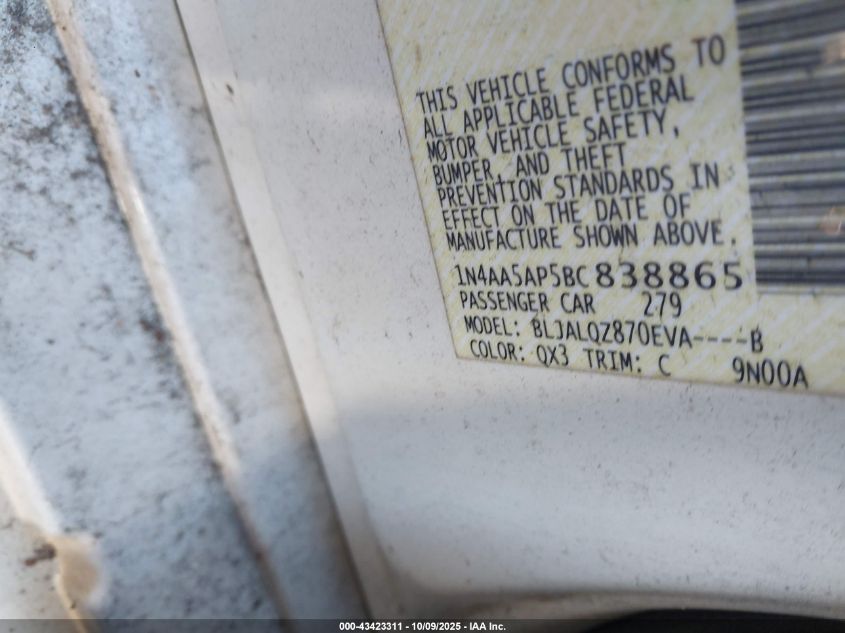 THIS VEHICLE CONFORMS TO
ALL APPLICABLE FEDERAL
MOTOR VEHICLE SAFETY,
BUMPER, AND THEFT
PREVENTION STANDARDS IN
EFFECT ON THE DATE OF
MANUFACTURE SHOWN ABOVE.
1N4AA5AP5BC838865
PASSENGER CAR 279
MODEL: BLJALQZ870EVA----B
COLOR: QX3 TRIM: C 9N00A
000-43423311 - 10/09/2025 - IAA Inc.